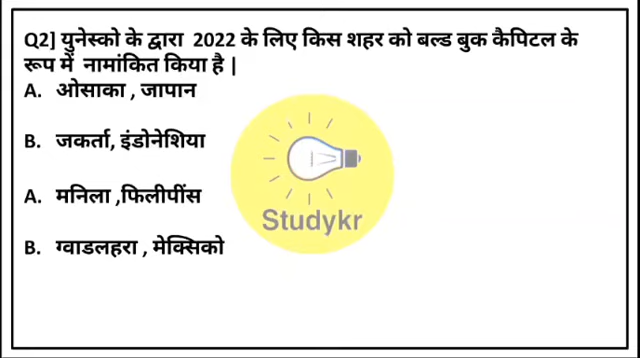 Q2] युनेस्को के द्वारा 2022 के लिए किस शहर को बल्ड बुक कैपिटल के
रूप में नामांकित किया है |
A. ओसाका , जापान
B. जकर्ता, इंडोनेशिया
A. मनिला ,फिलीपींस
Studykr
B. ग्वाडलहरा , मेक्सिको